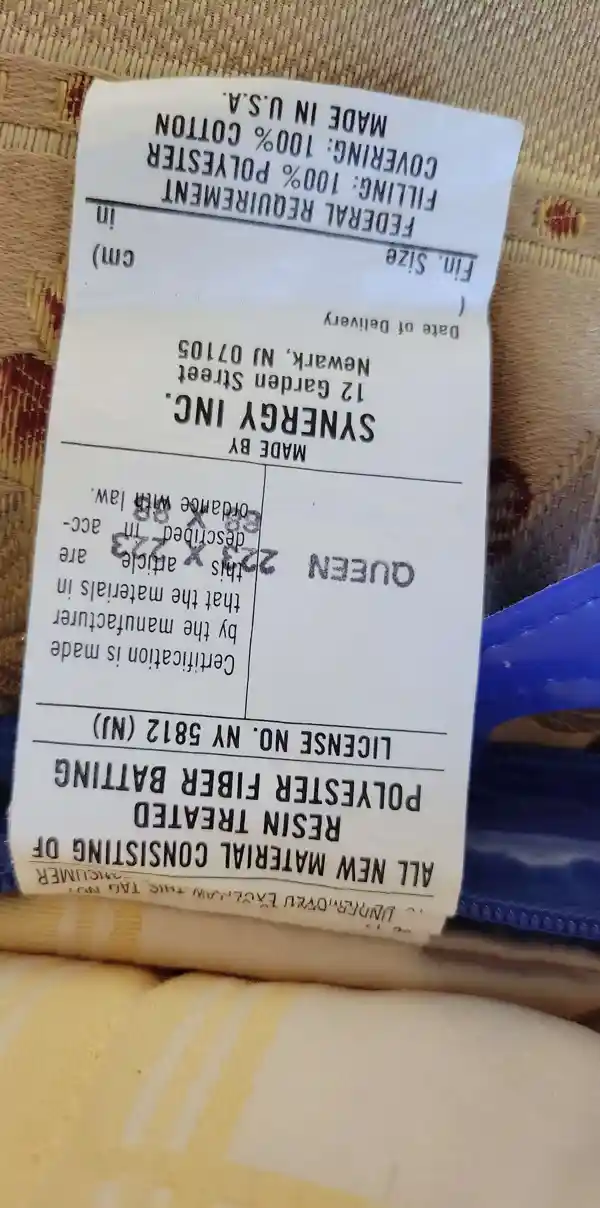 UNDER
LAW THIS TAG NOT
CONSUMER
ALL NEW MATERIAL CONSISTING OF
RESIN TREATED
POLYESTER FIBER BATTING
LICENSE NO. NY 5812 (NJ)
Certification is made
by the manufacturer
that the materials in
this article are
described in acc-
ordance with law.
QUEEN 223 X 223
88 X 88
MADE BY
SYNERGY INC.
12 Garden Street
Newark, NJ 07105
Date of Delivery
(
Fin. Size cm)
in
FEDERAL REQUIREMENT
FILLING: 100% POLYESTER
COVERING: 100% COTTON
MADE IN U.S.A.